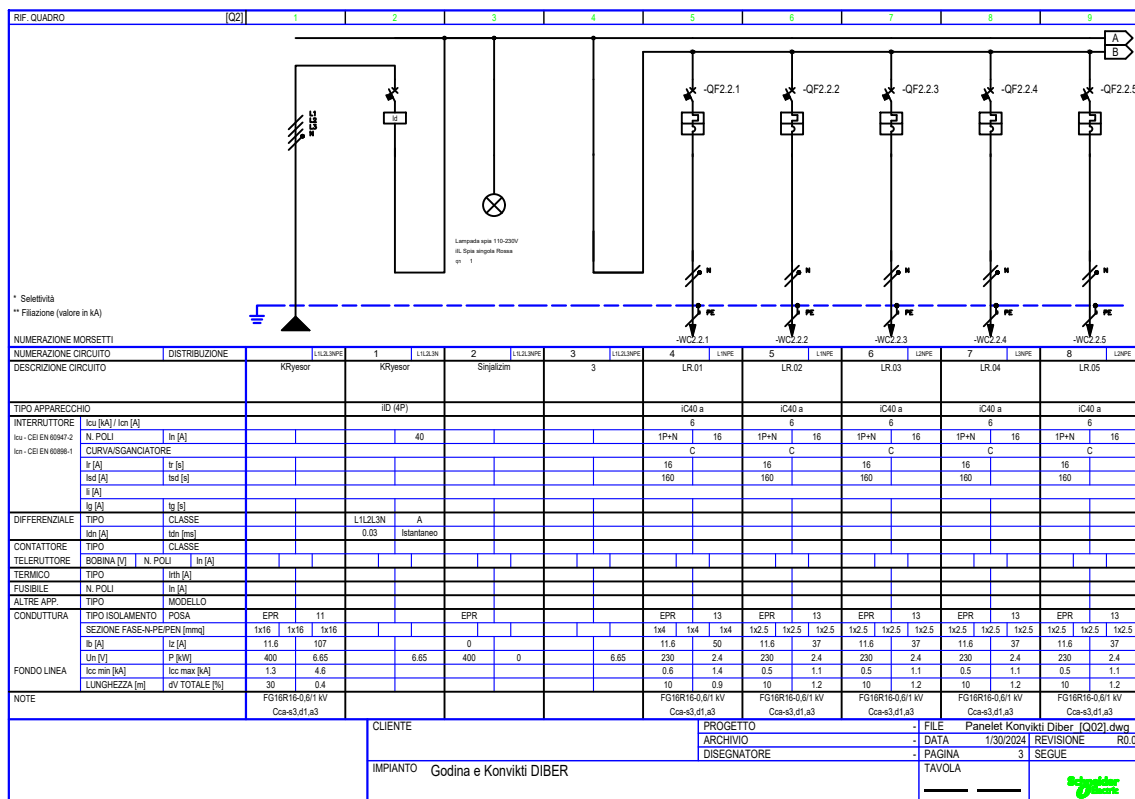 RIF. QUADRO [Q2] 1 2 3 4 5 6 7 8 9
A
B
-QF2.2.1 -QF2.2.2 -QF2.2.3 -QF2.2.4 -QF2.2.5
L1
L2
L3
N
Id
Lampada spia 110-230V
iIL Spia singola Rossa
qn 1
N N N N N
* Selettività
** Filiazione (valore in kA)
PE PE PE PE PE
NUMERAZIONE MORSETTI -WC2.2.1 -WC2.2.2 -WC2.2.3 -WC2.2.4 -WC2.2.5
NUMERAZIONE CIRCUITO DISTRIBUZIONE L1L2L3NPE 1 L1L2L3N 2 L1L2L3NPE 3 L1L2L3NPE 4 L1NPE 5 L1NPE 6 L2NPE 7 L3NPE 8 L2NPE
DESCRIZIONE CIRCUITO KRyesor KRyesor Sinjalizim 3 LR.01 LR.02 LR.03 LR.04 LR.05
TIPO APPARECCHIO iID (4P) iC40 a iC40 a iC40 a iC40 a iC40 a
INTERRUTTORE Icu [kA] / Icn [A] 6 6 6 6 6
Icu - CEI EN 60947-2 N. POLI In [A] 40 1P+N 16 1P+N 16 1P+N 16 1P+N 16 1P+N 16
Icn - CEI EN 60898-1 CURVA/SGANCIATORE C C C C C
Ir [A] tr [s] 16 16 16 16 16
Isd [A] tsd [s] 160 160 160 160 160
Ii [A]
Ig [A] tg [s]
DIFFERENZIALE TIPO CLASSE L1L2L3N A
Idn [A] tdn [ms] 0.03 Istantaneo
CONTATTORE TIPO CLASSE
TELERUTTORE BOBINA [V] N. POLI In [A]
TERMICO TIPO Irth [A]
FUSIBILE N. POLI In [A]
ALTRE APP. TIPO MODELLO
CONDUTTURA TIPO ISOLAMENTO POSA EPR 11 EPR EPR 13 EPR 13 EPR 13 EPR 13 EPR 13
SEZIONE FASE-N-PE/PEN [mmq] 1x16 1x16 1x16 1x4 1x4 1x4 1x2.5 1x2.5 1x2.5 1x2.5 1x2.5 1x2.5 1x2.5 1x2.5 1x2.5 1x2.5 1x2.5 1x2.5
Ib [A] Iz [A] 11.6 107 0 11.6 50 11.6 37 11.6 37 11.6 37 11.6 37
Un [V] P [kW] 400 6.65 6.65 400 0 6.65 230 2.4 230 2.4 230 2.4 230 2.4 230 2.4
FONDO LINEA Icc min [kA] Icc max [kA] 1.3 4.6 0.6 1.4 0.5 1.1 0.5 1.1 0.5 1.1 0.5 1.1
LUNGHEZZA [m] dV TOTALE [%] 30 0.4 10 0.9 10 1.2 10 1.2 10 1.2 10 1.2
NOTE FG16R16-0,6/1 kV FG16R16-0,6/1 kV FG16R16-0,6/1 kV FG16R16-0,6/1 kV FG16R16-0,6/1 kV FG16R16-0,6/1 kV
Cca-s3,d1,a3 Cca-s3,d1,a3 Cca-s3,d1,a3 Cca-s3,d1,a3 Cca-s3,d1,a3 Cca-s3,d1,a3
CLIENTE PROGETTO - FILE Panelet Konvikti Diber [Q02].dwg
ARCHIVIO - DATA 1/30/2024 REVISIONE R0.0
DISEGNATORE - PAGINA 3 SEGUE
IMPIANTO Godina e Konvikti DIBER TAVOLA
Schneider Electric